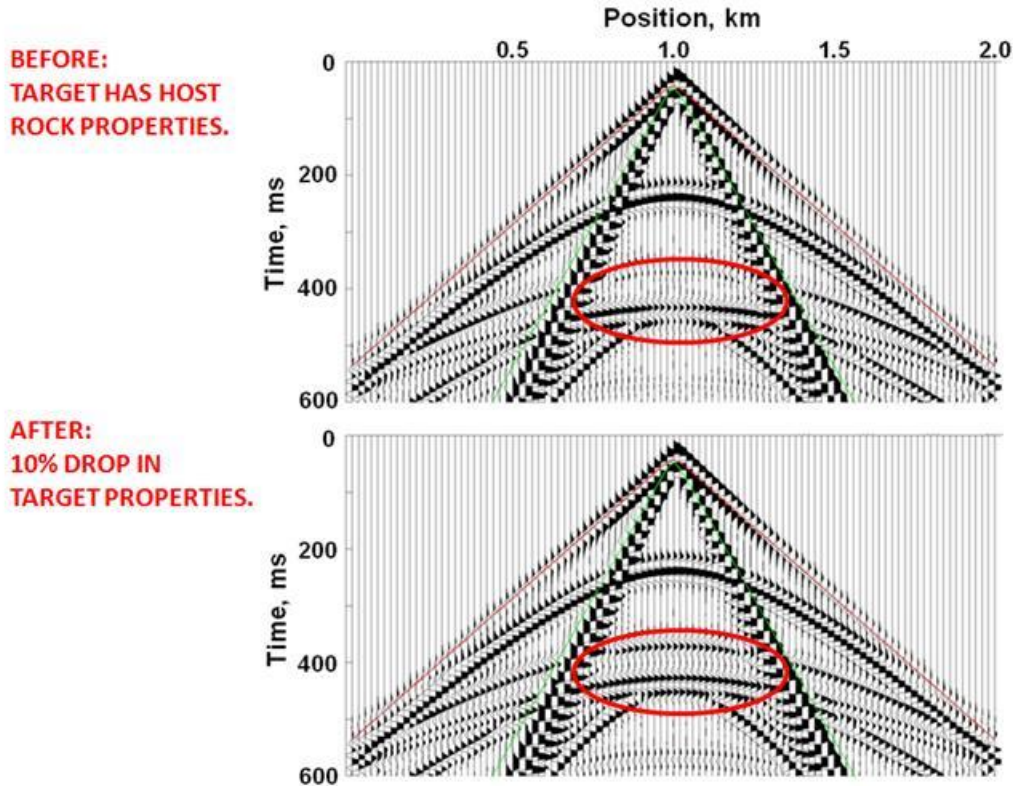 Position, km
0.5 1.0 1.5 2.0
BEFORE:
TARGET HAS HOST
ROCK PROPERTIES.
0
200
400
600
Time, ms
AFTER:
10% DROP IN
TARGET PROPERTIES.
0
200
400
600
Time, ms